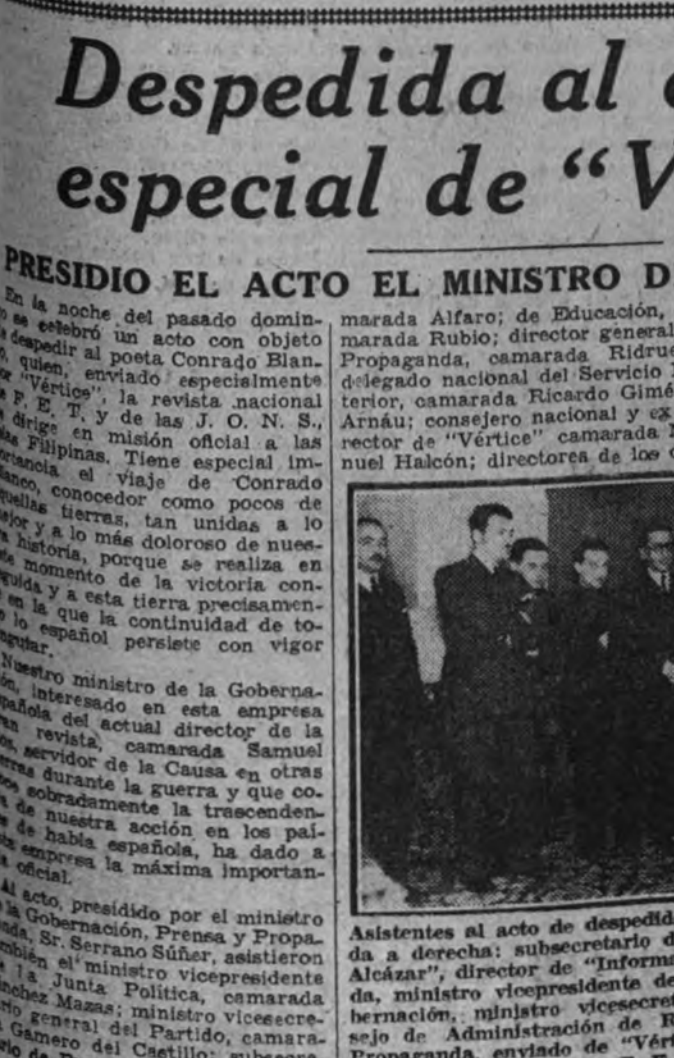 Despedida al
especial de "V
PRESIDIO EL ACTO EL MINISTRO D
En la noche del pasado domin-
se celebró un acto con objeto
despedir al poeta Conrado Blan-
quien, enviado especialmente
"Vértice", la revista nacional
F. E. T. y de las J. O. N. S.,
dirige en misión oficial a las
Filipinas. Tiene especial im-
el viaje de Conrado
conocedor como pocos de
tierras, tan unidas a lo
y a lo más doloroso de nues-
historia, porque se realiza en
momento de la victoria con-
y a esta tierra precisamen-
en la que la continuidad de to-
lo español persiste con vigor
Nuestro ministro de la Goberna-
interesado en esta empresa
del actual director de la
revista, camarada Samuel
servidor de la Causa en otras
durante la guerra y que co-
sobradamente la trascenden-
de nuestra acción en los paí-
de habla española, ha dado a
empresa la máxima importan-
oficial.
Al acto, presidido por el ministro
la Gobernación, Prensa y Propa-
Sr. Serrano Súñer, asistieron
el ministro vicepresidente
la Junta Política, camarada
Mazas; ministro vicesecre-
general del Partido, camara-
Gamero del Castillo;
marada Alfaro; de Educación,
marada Rubio; director general
Propaganda, camarada Ridrue
delegado nacional del Servicio
terior, camarada Ricardo Gimé
Arnáu; consejero nacional y ex
rector de "Vértice" camarada
nuel Halcón; directores de los
Asistentes al acto de despedid
da a derecha: subsecretario d
Alcázar", director de "Informa
da, ministro vicepresidente de
bernación, ministro vicesecret
sejo de Administración de R
Propaganda, enviado de "Vért